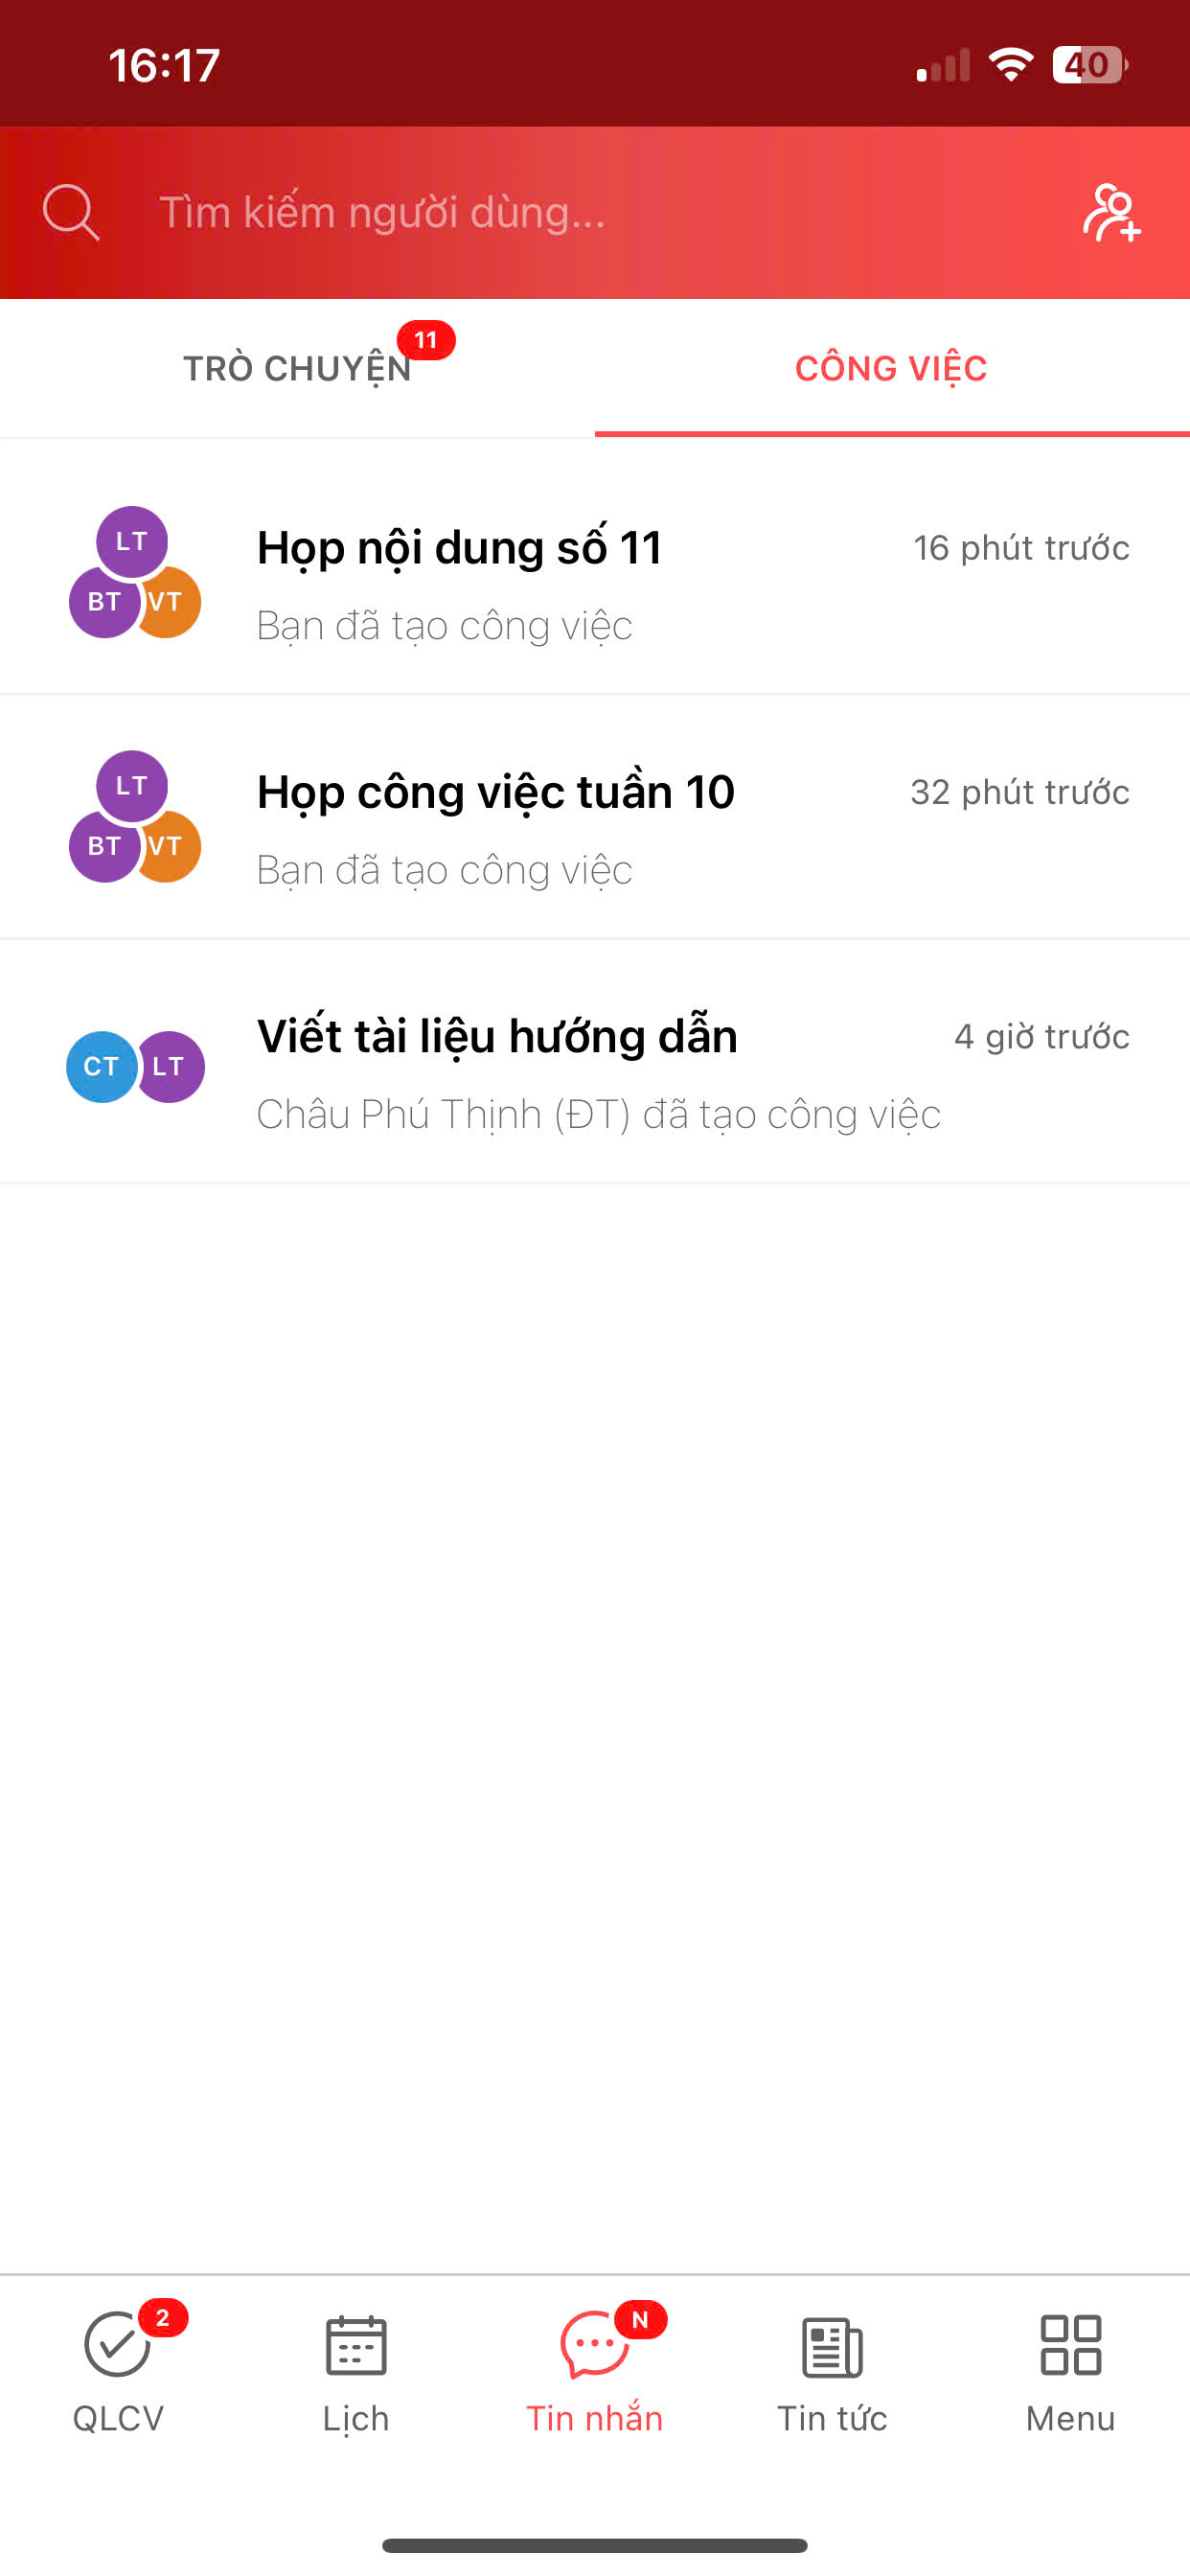 16:17
40
Tìm kiếm người dùng...
TRÒ CHUYỆN
11
CÔNG VIỆC
LT
BT
VT
Họp nội dung số 11
16 phút trước
Bạn đã tạo công việc
LT
BT
VT
Họp công việc tuần 10
32 phút trước
Bạn đã tạo công việc
CT
LT
Viết tài liệu hướng dẫn
4 giờ trước
Châu Phú Thịnh (ĐT) đã tạo công việc
2
N
QLCV
Lịch
Tin nhắn
Tin tức
Menu